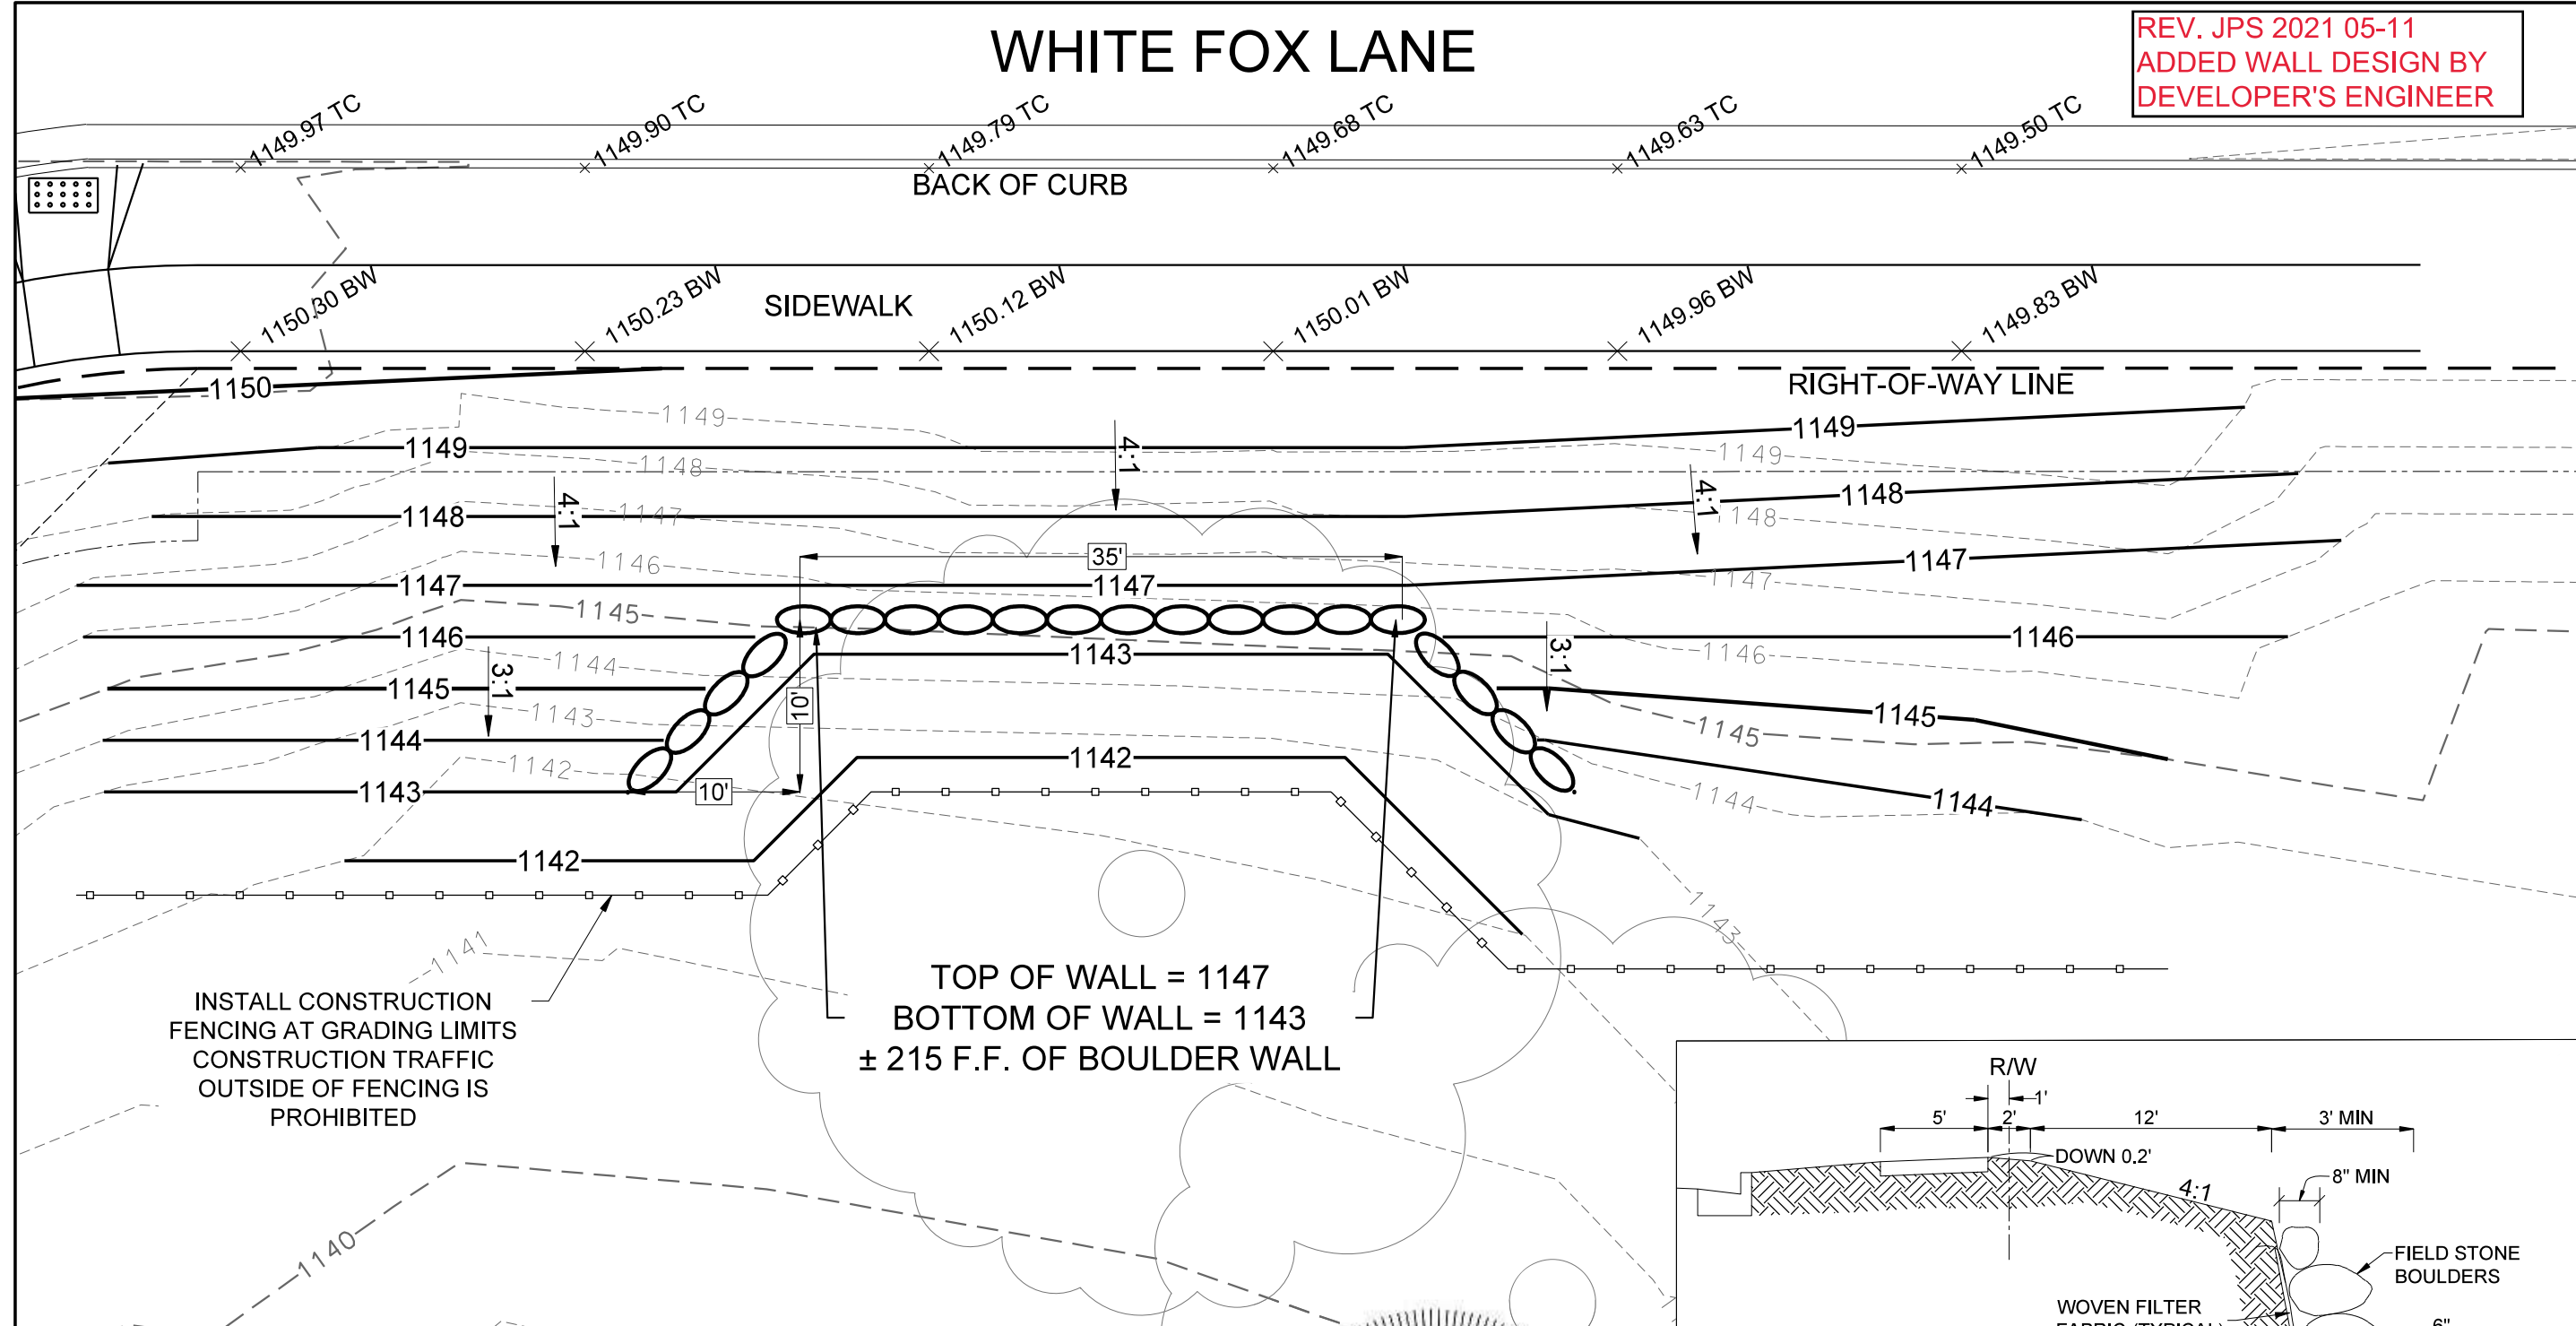 WHITE FOX LANE
REV. JPS 2021 05-11
ADDED WALL DESIGN BY
DEVELOPER'S ENGINEER
1149.97 TC
1149.90 TC
1149.79 TC
1149.68 TC
1149.63 TC
1149.50 TC
BACK OF CURB
1150.30 BW
1150.23 BW
SIDEWALK
1150.12 BW
1150.01 BW
1149.96 BW
1149.83 BW
1150
RIGHT-OF-WAY LINE
1149
1149
1149
1149
4:1
1148
1148
1148
1148
4:1
4:1
1147
35'
1147
1147
1147
1147
1146
1145
1146
1146
1146
1143
3:1
3:1
1144
1145
10'
1143
1145
1145
1144
1142
1142
1143
10'
1144
1144
1142
1143
1141
TOP OF WALL = 1147
BOTTOM OF WALL = 1143
± 215 F.F. OF BOULDER WALL
INSTALL CONSTRUCTION
FENCING AT GRADING LIMITS
CONSTRUCTION TRAFFIC
OUTSIDE OF FENCING IS
PROHIBITED
1140
R/W
1'
5'
2'
12'
3' MIN
DOWN 0.2'
4:1
8" MIN
FIELD STONE
BOULDERS
WOVEN FILTER
FABRIC (TYPICAL)
6"